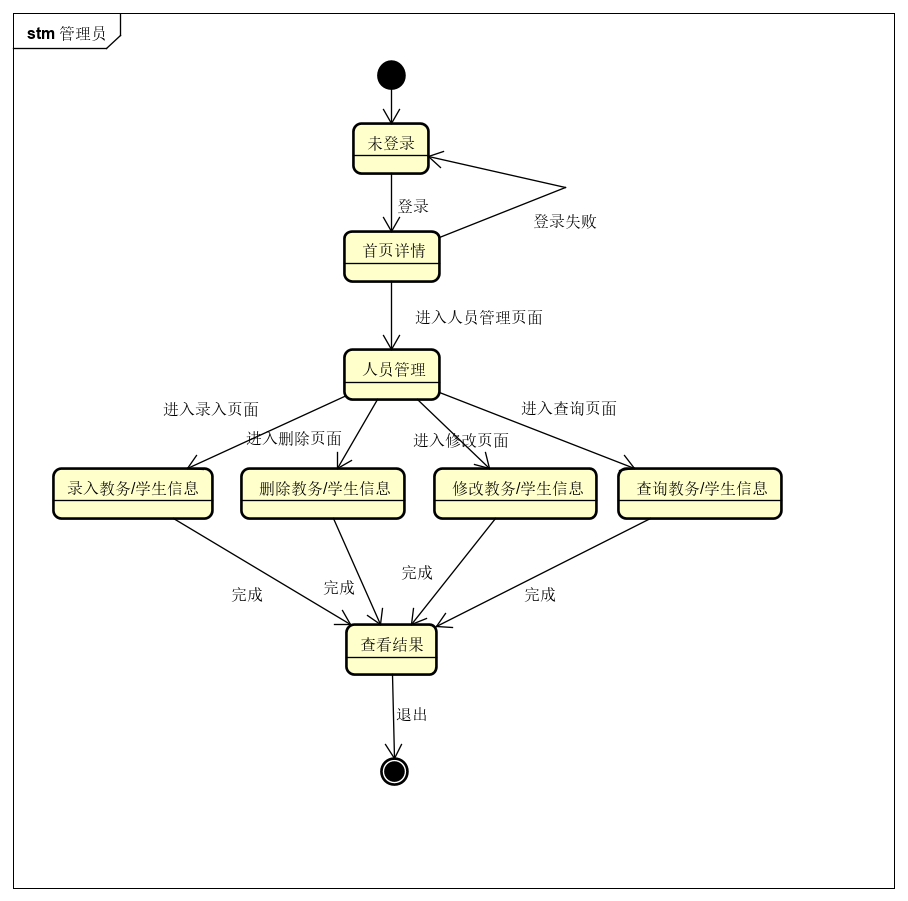 stm 管理员
未登录
登录
登录失败
首页详情
进入人员管理页面
人员管理
进入录入页面
进入查询页面
进入删除页面
进入修改页面
录入教务/学生信息
删除教务/学生信息
修改教务/学生信息
查询教务/学生信息
完成
完成
完成
完成
查看结果
退出